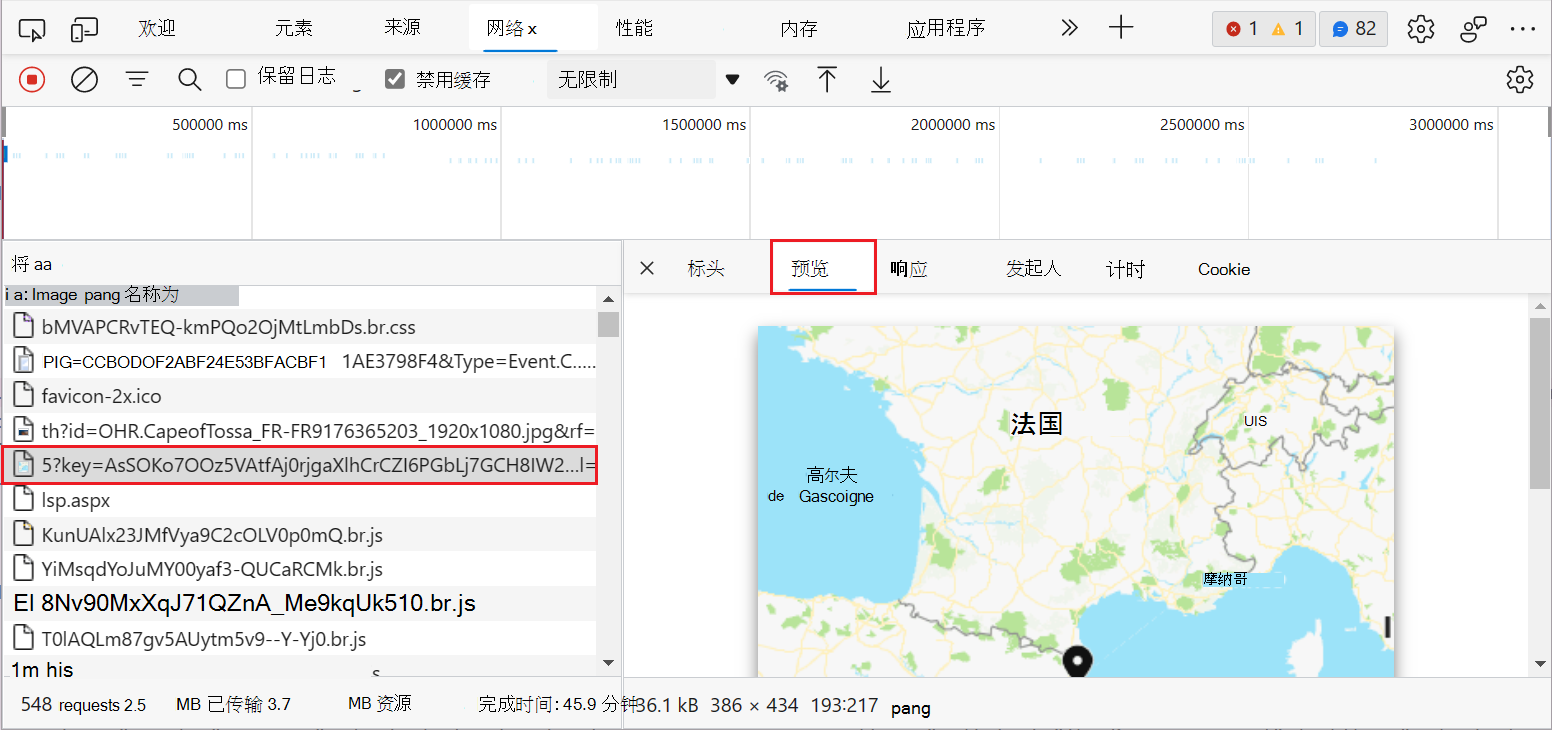 欢迎 元素 来源 网络 x 性能 内存 应用程序 1 1 82
保留日志 禁用缓存 无限制
500000 ms 1000000 ms 1500000 ms 2000000 ms 2500000 ms 3000000 ms
将 aa
标头 预览 响应 发起人 计时 Cookie
i a: Image pang 名称为
bMVAPCRvTEQ-kmPQo2OjMtLmbDs.br.css
PIG=CCBODOF2ABF24E53BFACBF1 1AE3798F4&Type=Event.C.....
favicon-2x.ico
th?id=OHR.CapeofTossa_FR-FR9176365203_1920x1080.jpg&rf=
5?key=AsSOKo7OOz5VAtfAj0rjgaXlhCrCZI6PGbLj7GCH8IW2...l=
lsp.aspx
KunUAlx23JMfVya9C2cOLV0p0mQ.br.js
YiMsqdYoJuMY00yaf3-QUCaRCMk.br.js
El 8Nv90MxXqJ71QZnA_Me9kqUk510.br.js
T0lAQLm87gv5AUytm5v9--Y-Yj0.br.js
1m his s
法国
UIS
高尔夫
de Gascoigne
摩纳哥
548 requests 2.5 MB 已传输 3.7 MB 资源 完成时间: 45.9 分钟
36.1 kB 386 × 434 193:217 pang